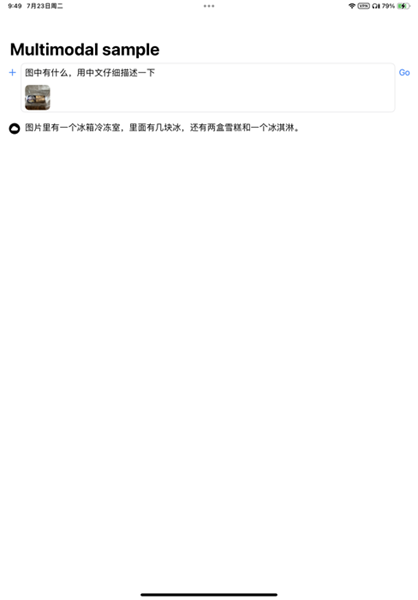 9:49 7月23日周二
VPN 79%
Multimodal sample
图中有什么，用中文仔细描述一下
Go
图片里有一个冰箱冷冻室，里面有几块冰，还有两盒雪糕和一个冰淇淋。